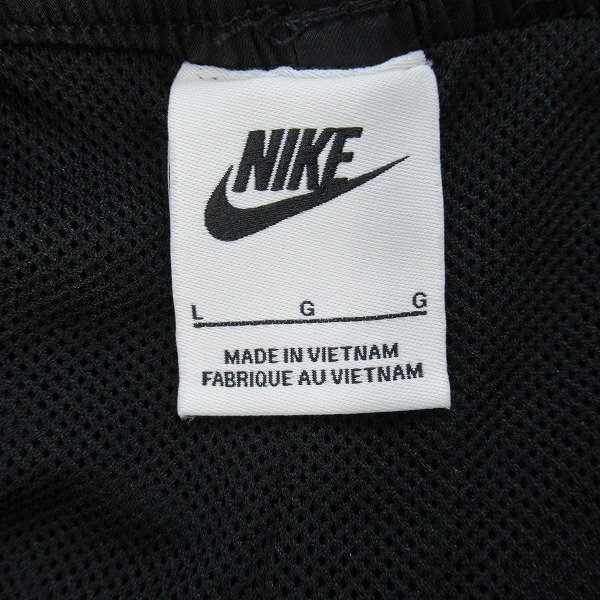 NIKE
L G G
MADE IN VIETNAM
FABRIQUE AU VIETNAM